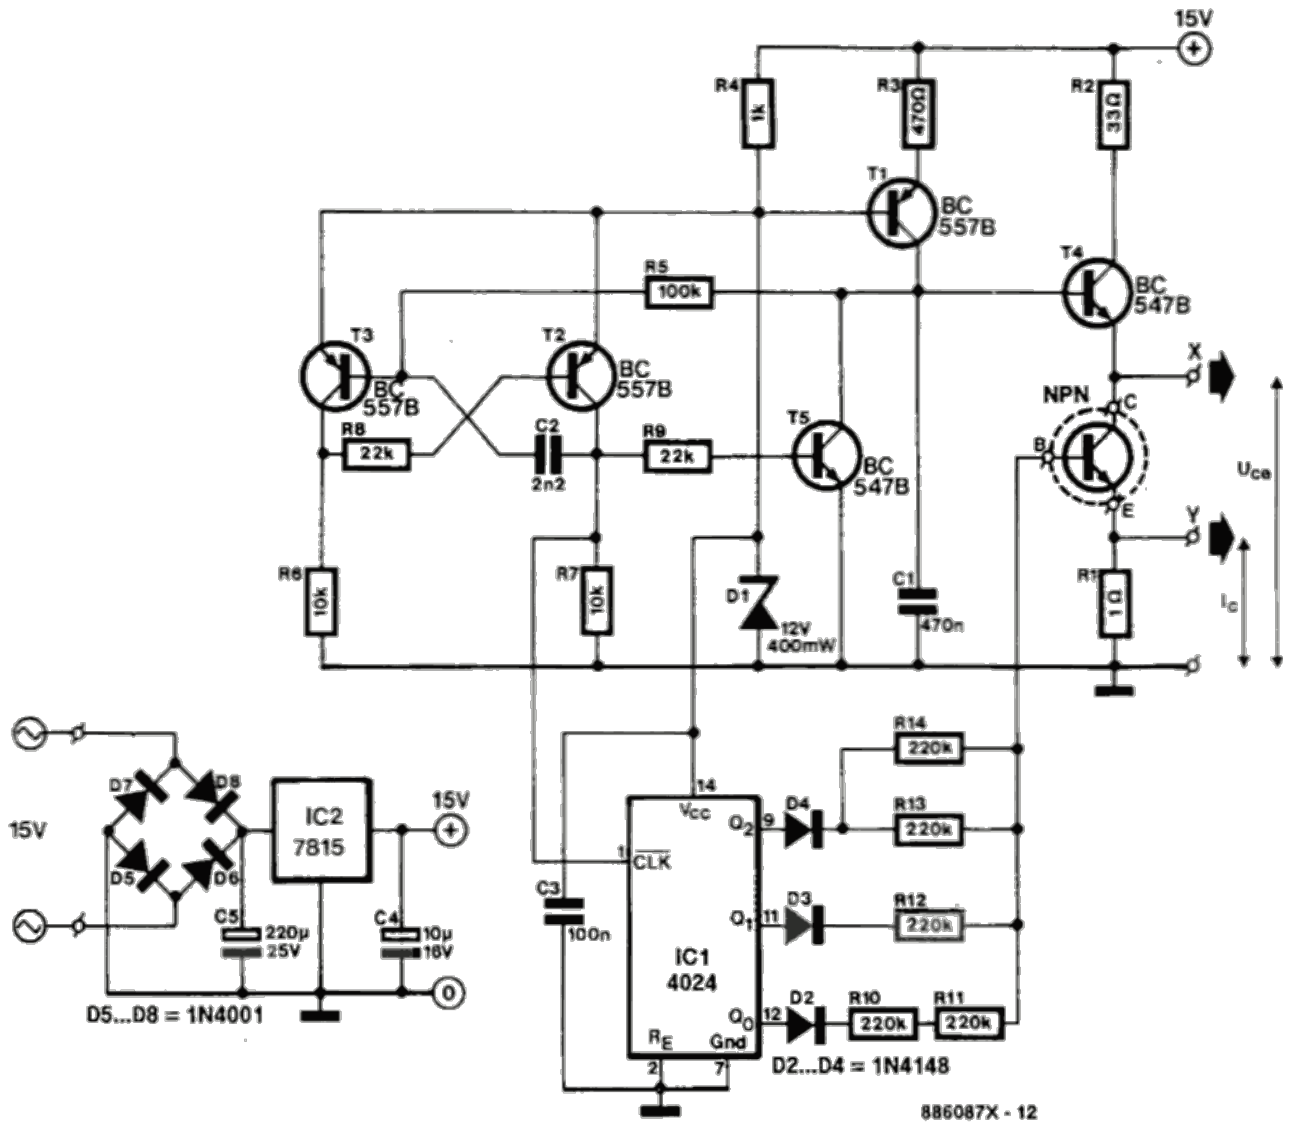 15V
+
R4
1k
R3
470Ω
R2
33Ω
T1
BC
557B
T4
BC
547B
R5
100k
T3
BC
557B
T2
BC
557B
X
NPN
C
B
E
UCE
R8
22k
C2
2n2
R9
22k
T5
BC
547B
Y
IC
R6
10k
R7
10k
D1
12V
400mW
C1
470n
R1
1Ω
15V
D7
D8
D5
D6
IC2
7815
15V
+
C5
220µ
25V
C4
10µ
16V
0
D5...D8 = 1N4001
C3
100n
14
VCC
1
CLK
IC1
4024
Q2
9
Q1
11
Q0
12
RE
Gnd
2
7
D4
D3
D2
R14
220k
R13
220k
R12
220k
R10
220k
R11
220k
D2...D4 = 1N4148
886087X - 12